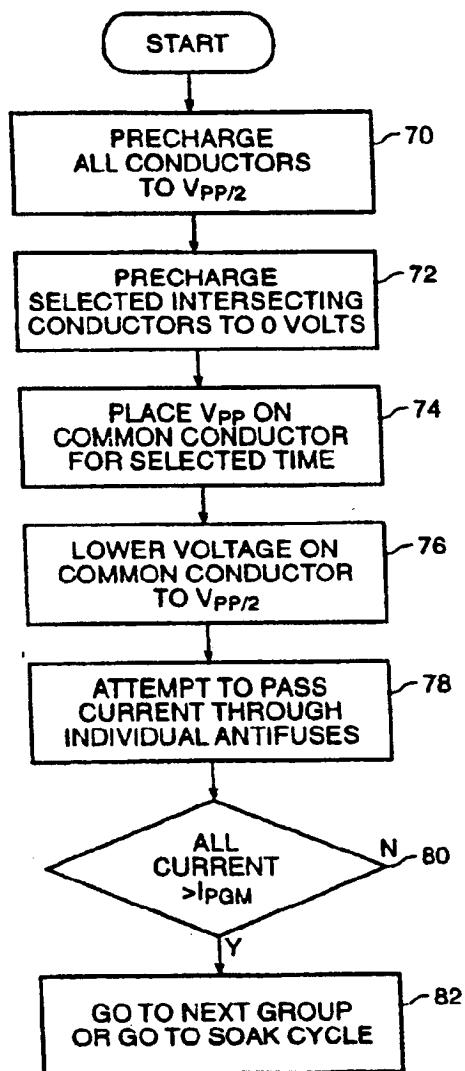 START
PRECHARGE
ALL CONDUCTORS
TO VPP/2
70
PRECHARGE
SELECTED INTERSECTING
CONDUCTORS TO 0 VOLTS
72
PLACE VPP ON
COMMON CONDUCTOR
FOR SELECTED TIME
74
LOWER VOLTAGE ON
COMMON CONDUCTOR
TO VPP/2
76
ATTEMPT TO PASS
CURRENT THROUGH
INDIVIDUAL ANTIFUSES
78
ALL
CURRENT
>IPGM
N
80
Y
GO TO NEXT GROUP
OR GO TO SOAK CYCLE
82